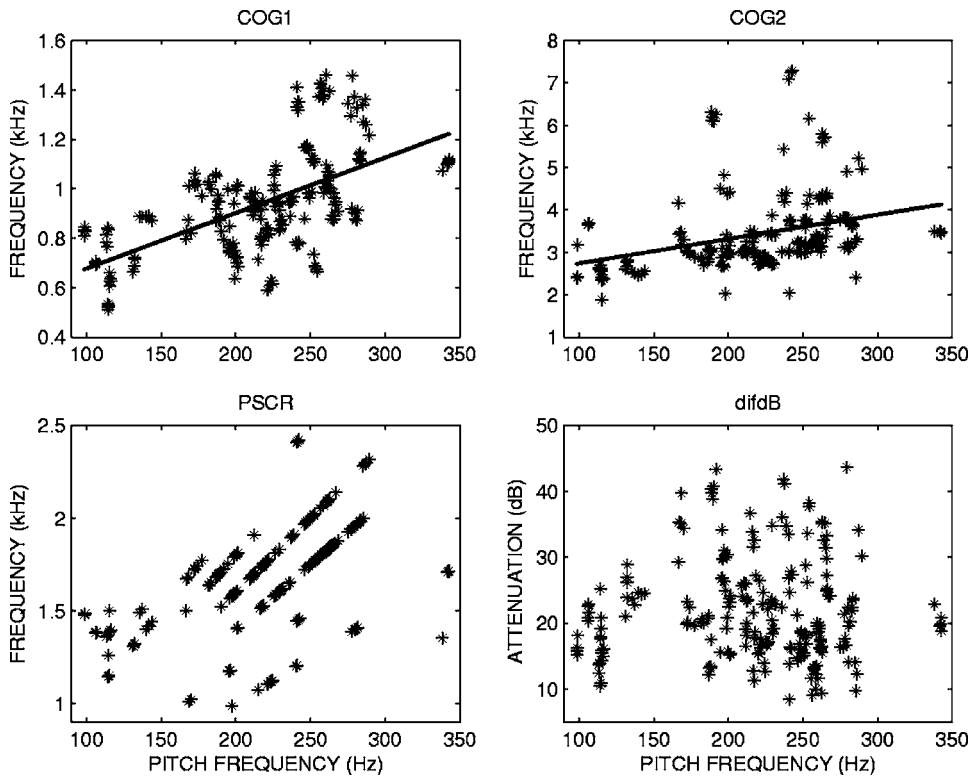 COG1
FREQUENCY (kHz)
1.6
1.4
1.2
1
0.8
0.6
0.4
100 150 200 250 300 350
COG2
FREQUENCY (kHz)
8
7
6
5
4
3
2
1
100 150 200 250 300 350
PSCR
FREQUENCY (kHz)
2.5
2
1.5
1
100 150 200 250 300 350
PITCH FREQUENCY (Hz)
difdB
ATTENUATION (dB)
50
40
30
20
10
100 150 200 250 300 350
PITCH FREQUENCY (Hz)